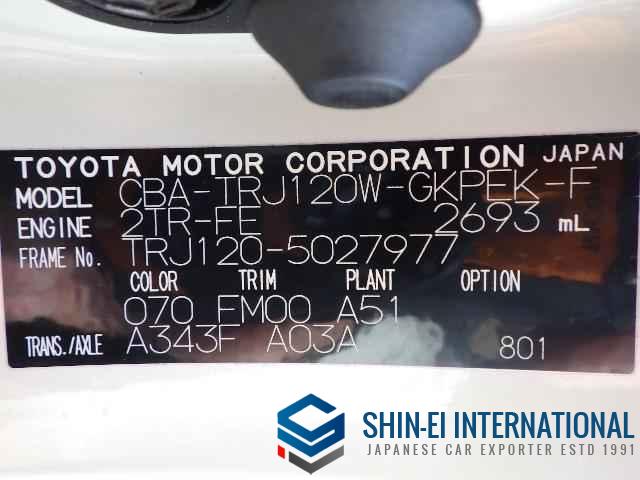 TOYOTA MOTOR CORPORATION JAPAN
MODEL CBA-TRJ120W-GKPEK-F
ENGINE 2TR-FE 2693 mL
FRAME No. TRJ120-5027977
COLOR TRIM PLANT OPTION
070 FM00 A51
TRANS./AXLE A343F A03A 801
SHIN-EI INTERNATIONAL
JAPANESE CAR EXPORTER ESTD 1991